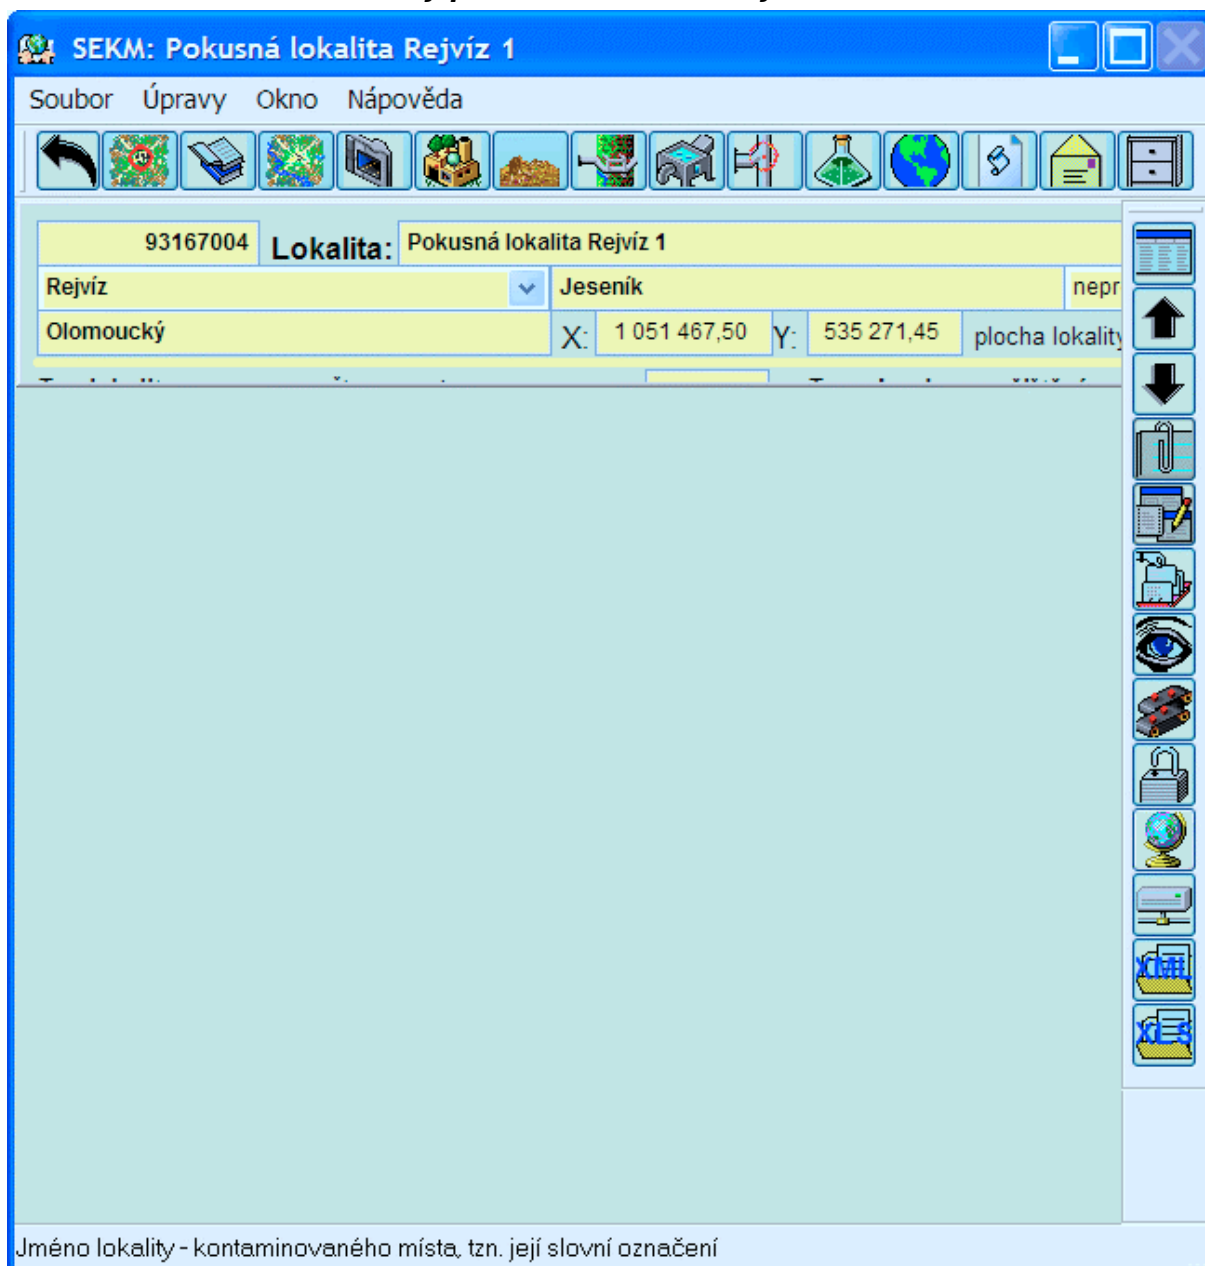 SEKM: Pokusná lokalita Rejvíz 1
Soubor Úpravy Okno Nápověda
93167004 Lokalita: Pokusná lokalita Rejvíz 1
Rejvíz Jeseník nepr
Olomoucký X: 1 051 467,50 Y: 535 271,45 plocha lokality
XML
XLS
Jméno lokality - kontaminovaného místa, tzn. její slovní označení